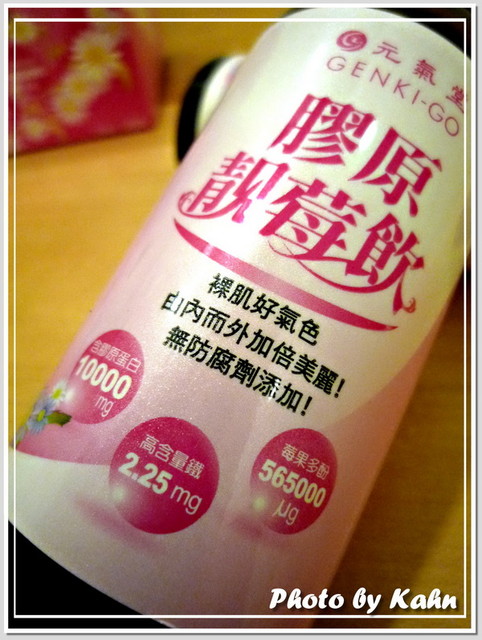 元氣堂
GENKI-GO
膠原
靚莓飲
裸肌好氣色
由內而外加倍美麗!
無防腐劑添加!
含膠原蛋白
10000
mg
高含量鐵
2.25 mg
莓果多酚
565000
μg
Photo by Kahn